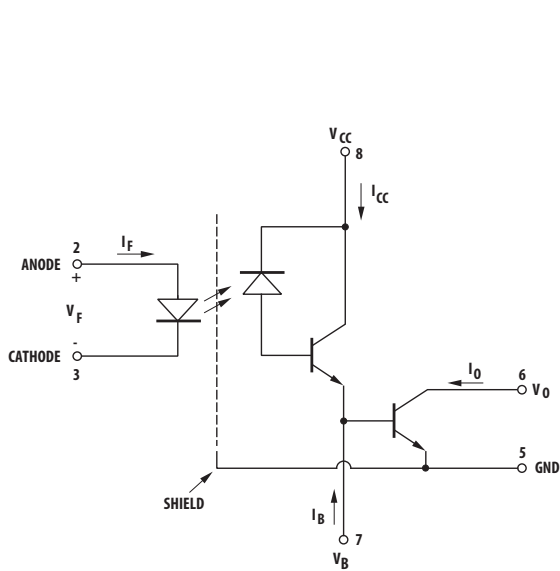 V CC
8
I CC
2
I F
ANODE
+
V F
-
CATHODE
3
I O
6
V O
5
GND
SHIELD
I B
7
V B